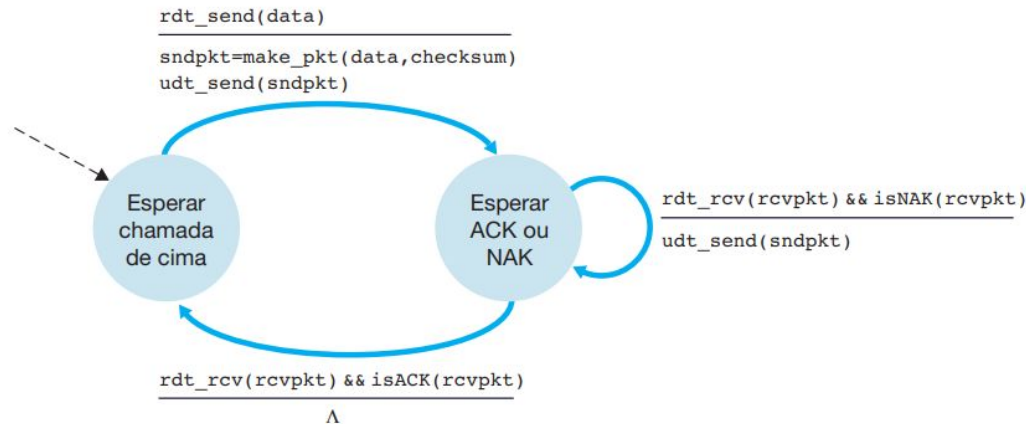 rdt_send(data)
sndpkt=make_pkt(data,checksum)
udt_send(sndpkt)
Esperar
chamada
de cima
Esperar
ACK ou
NAK
rdt_rcv(rcvpkt) && isNAK(rcvpkt)
udt_send(sndpkt)
rdt_rcv(rcvpkt) && isACK(rcvpkt)
Λ